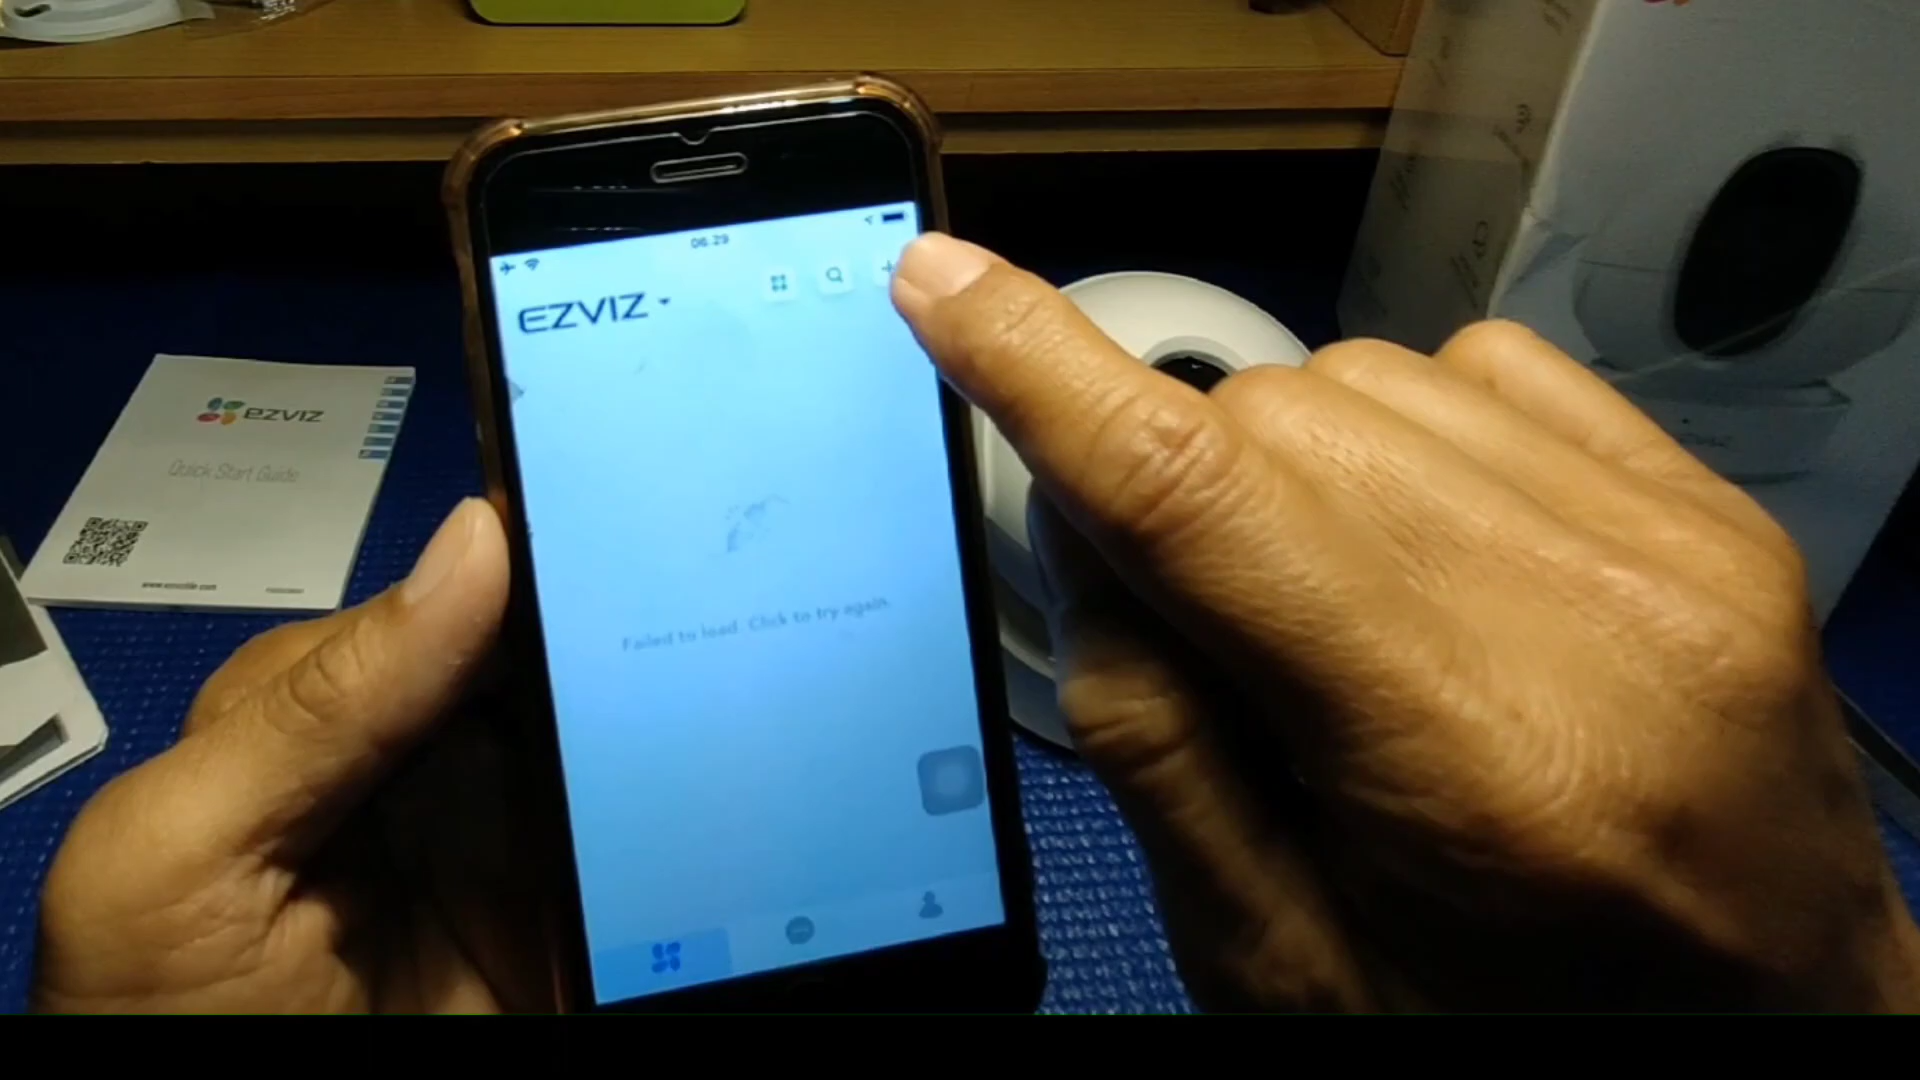 06:29
EZVIZ
Failed to load. Click to try again.
ezviz
Quick Start Guide